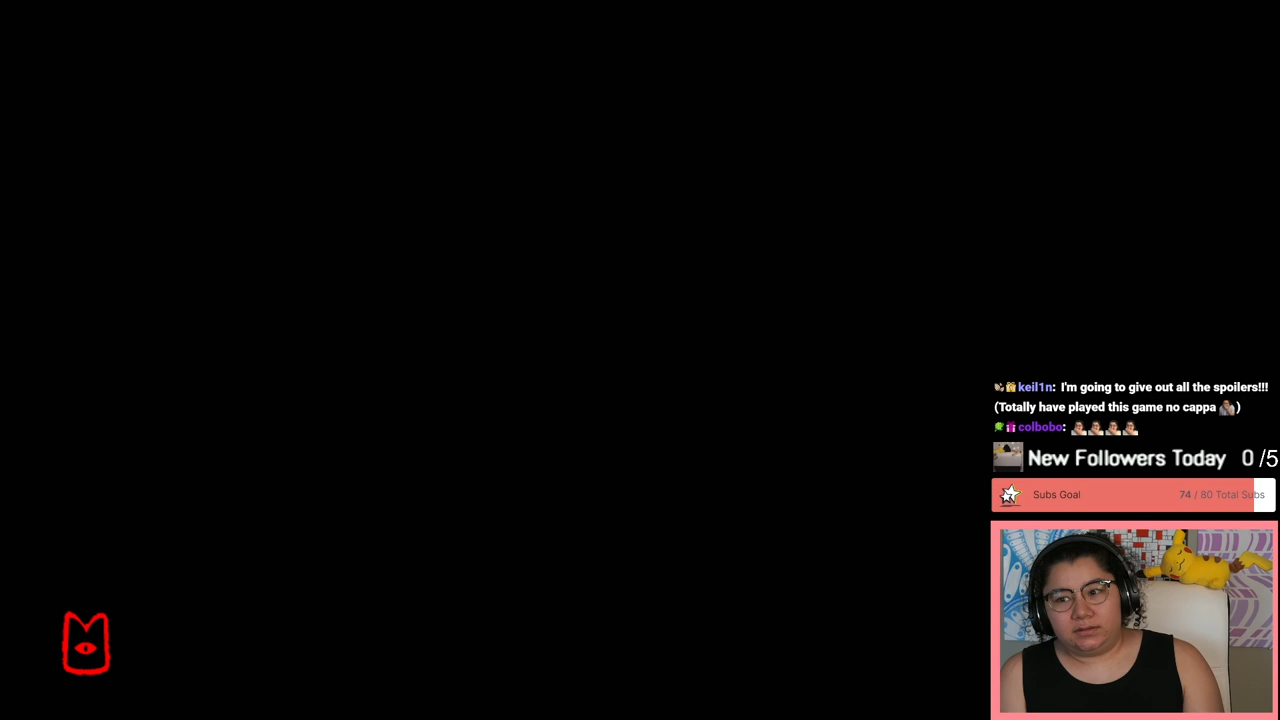 keil1n: I'm going to give out all the spoilers!!!
(Totally have played this game no cappa )
colbobo:
New Followers Today 0 /5
Subs Goal 74 / 80 Total Subs